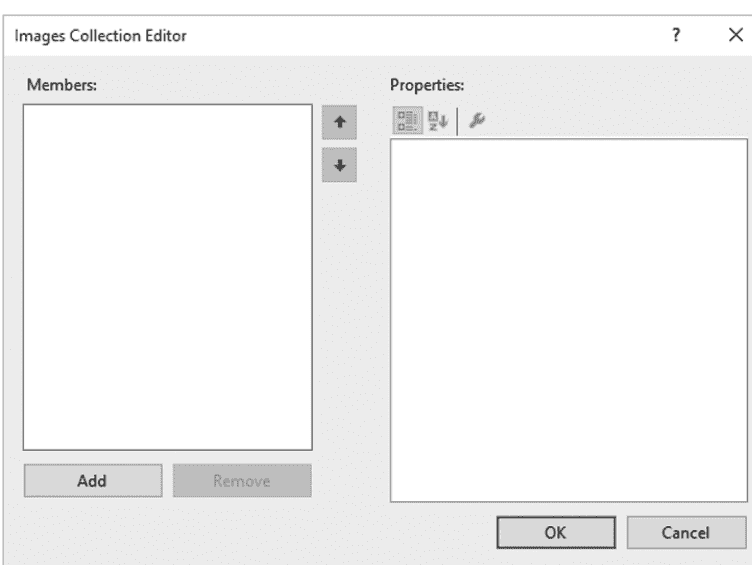 Images Collection Editor
?
Members:
Properties:
Add
Remove
OK
Cancel